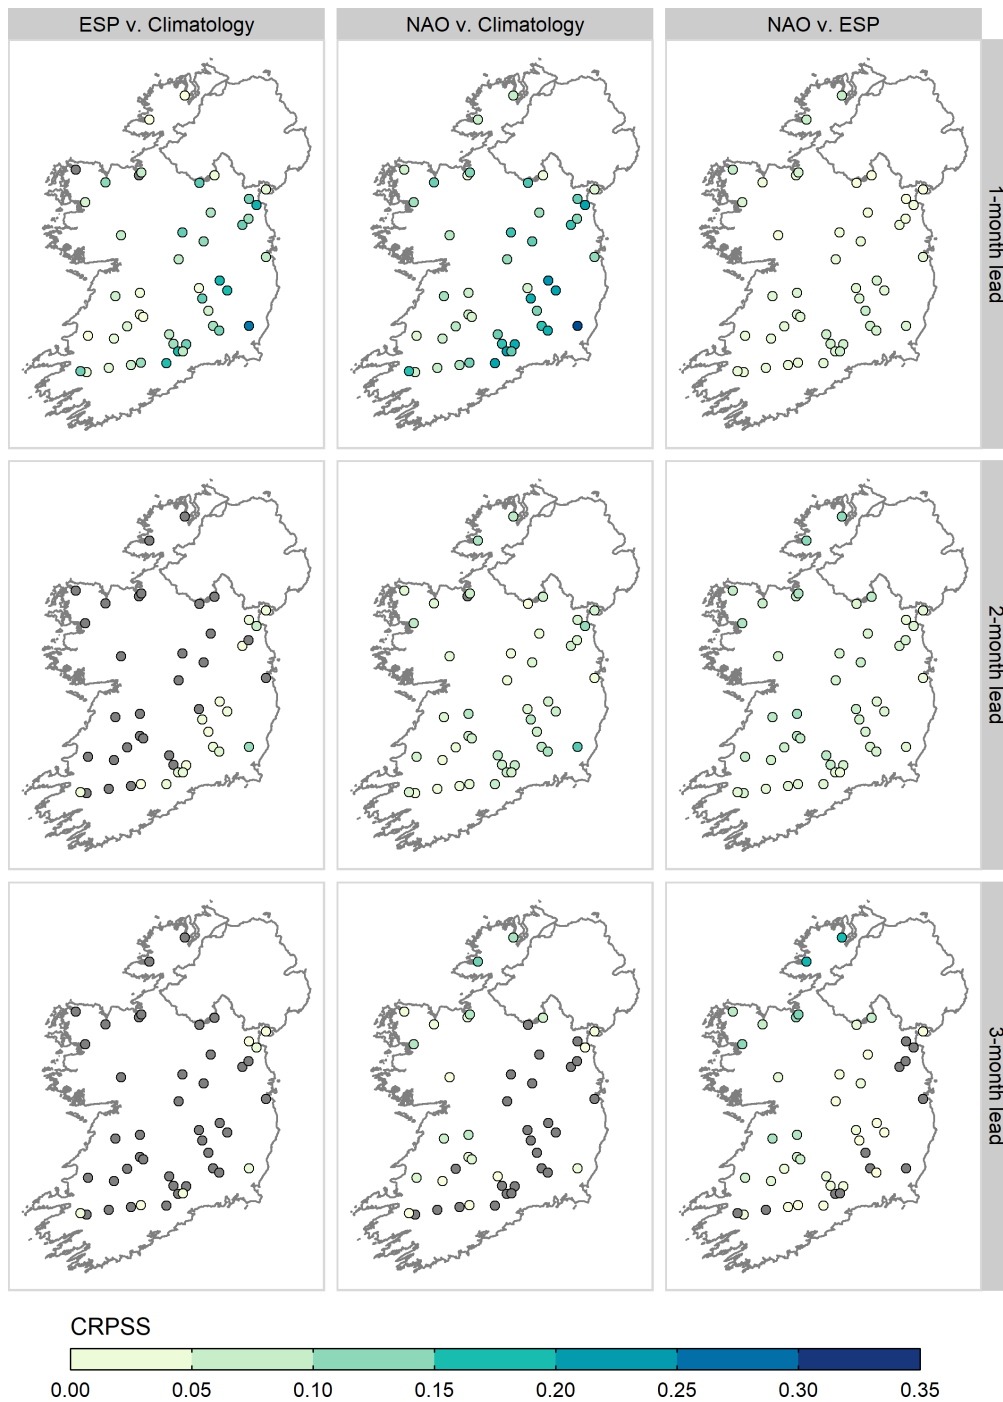 ESP v. Climatology
NAO v. Climatology
NAO v. ESP
1-month lead
2-month lead
3-month lead
CRPSS
0.00 0.05 0.10 0.15 0.20 0.25 0.30 0.35